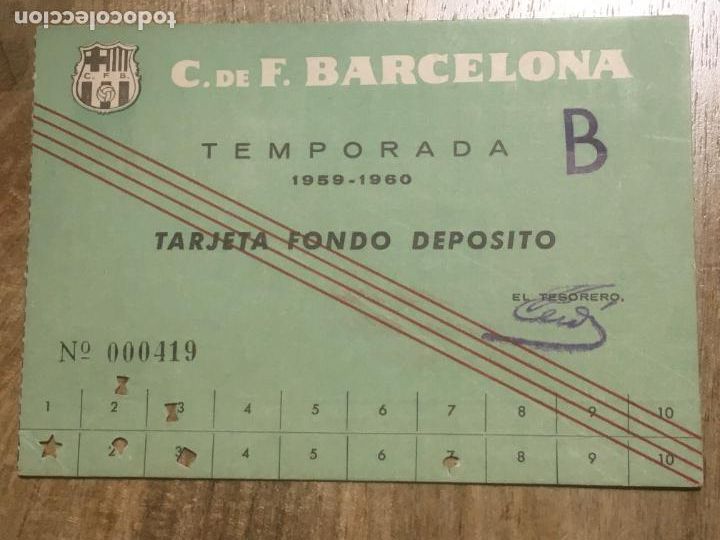 todocoleccion
C. DE F. BARCELONA
C. F. B.
TEMPORADA
B
1959-1960
TARJETA FONDO DEPOSITO
EL TESORERO,
Nº 000419
1 2 3 4 5 6 7 8 9 10
2 3 4 5 6 7 8 9 10